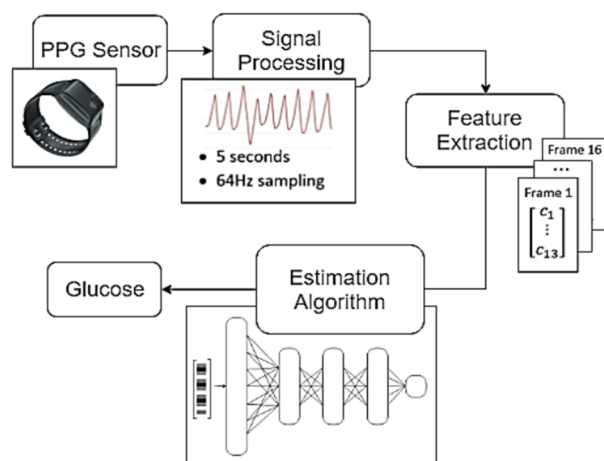 PPG Sensor
Signal
Processing
• 5 seconds
• 64Hz sampling
Feature
Extraction
Frame 16
...
Frame 1
c₁
⋮
c₁₃
Estimation
Algorithm
Glucose